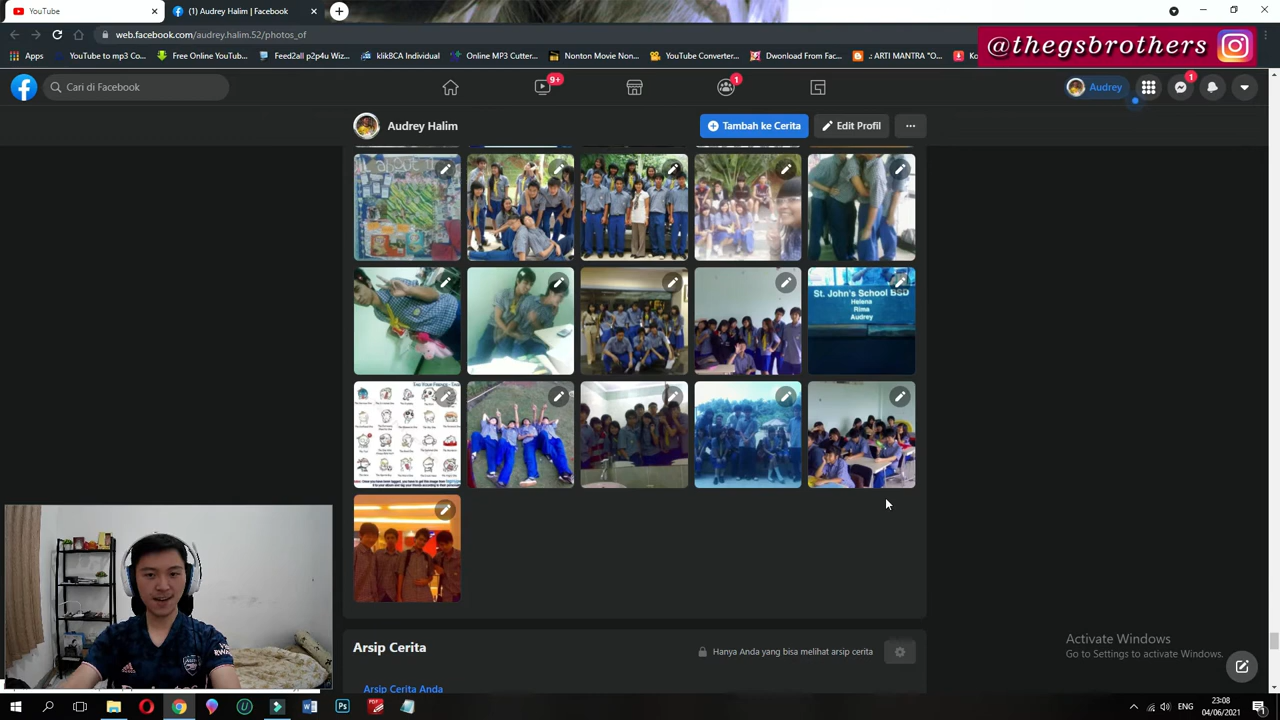 YouTube
(1) Audrey Halim | Facebook
web.facebook.com/audrey.halim.52/photos_of
@thegsbrothers
Apps
YouTube to mp3 Co...
Free Online YouTub...
Feed2all p2p4u Wiz...
klikBCA Individual
Online MP3 Cutter...
Nonton Movie Non...
YouTube Converter...
Dwonload From Fac...
.: ARTI MANTRA "O...
Cari di Facebook
9+
1
Audrey
1
Audrey Halim
Tambah ke Cerita
Edit Profil
St. John's School BSD
Helena
Rima
Audrey
Arsip Cerita
Hanya Anda yang bisa melihat arsip cerita
Arsip Cerita Anda
Activate Windows
Go to Settings to activate Windows.
ENG
23:08
04/06/2021